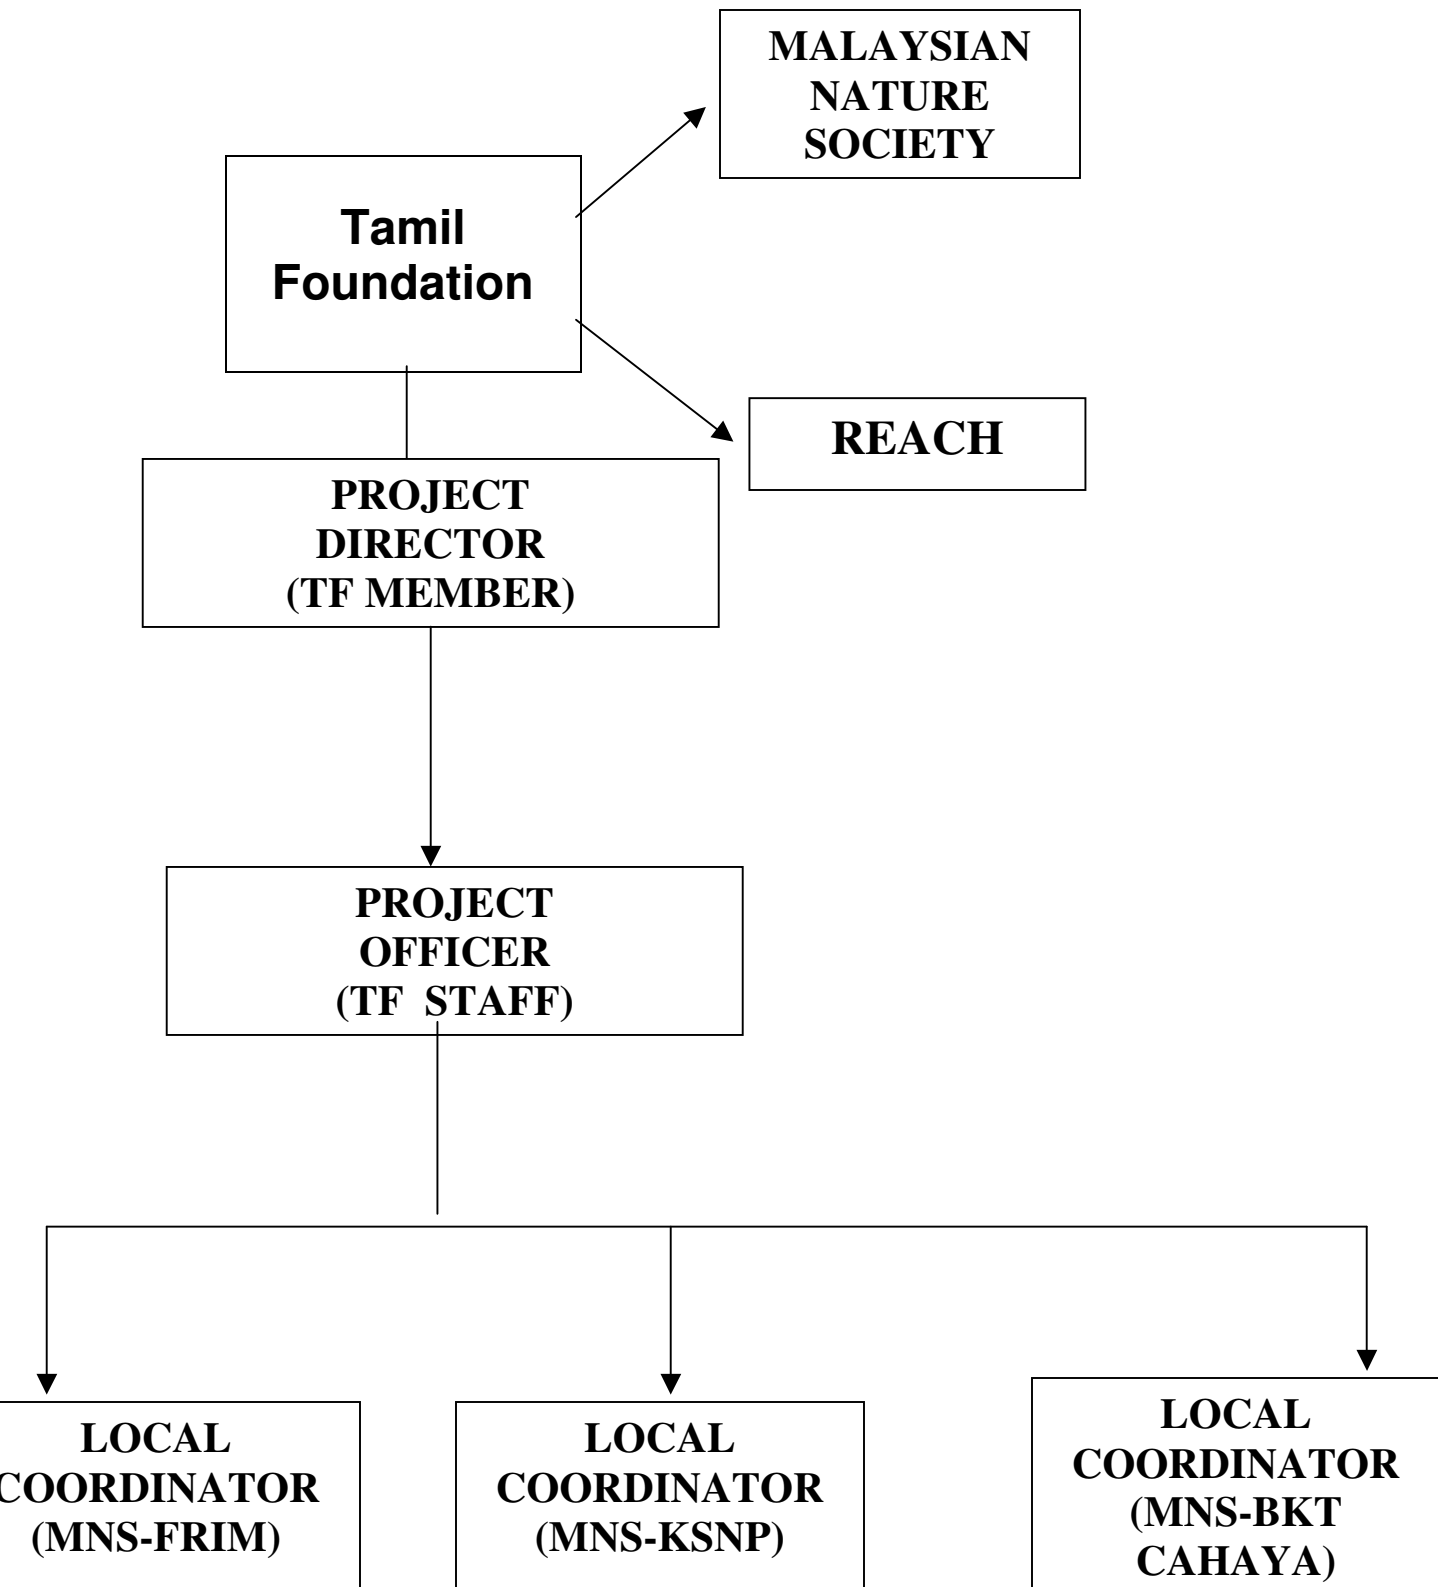 MALAYSIAN
NATURE
SOCIETY
Tamil
Foundation
REACH
PROJECT
DIRECTOR
(TF MEMBER)
PROJECT
OFFICER
(TF STAFF)
LOCAL
COORDINATOR
(MNS-FRIM)
LOCAL
COORDINATOR
(MNS-KSNP)
LOCAL
COORDINATOR
(MNS-BKT
CAHAYA)